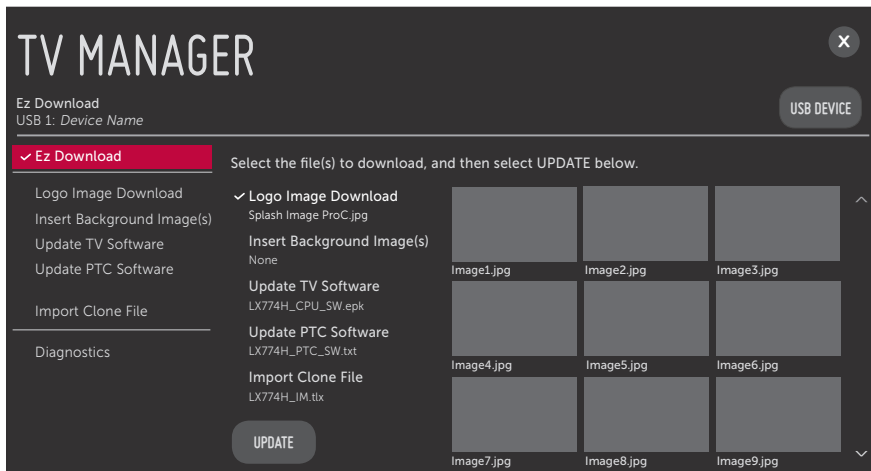 TV MANAGER
X
Ez Download
USB 1: Device Name
USB DEVICE
Ez Download
Logo Image Download
Insert Background Image(s)
Update TV Software
Update PTC Software
Import Clone File
Diagnostics
Select the file(s) to download, and then select UPDATE below.
Logo Image Download
Splash Image ProC.jpg
Insert Background Image(s)
None
Update TV Software
LX774H_CPU_SW.epk
Update PTC Software
LX774H_PTC_SW.txt
Import Clone File
LX774H_IM.tlx
UPDATE
Image1.jpg Image2.jpg Image3.jpg
Image4.jpg Image5.jpg Image6.jpg
Image7.jpg Image8.jpg Image9.jpg